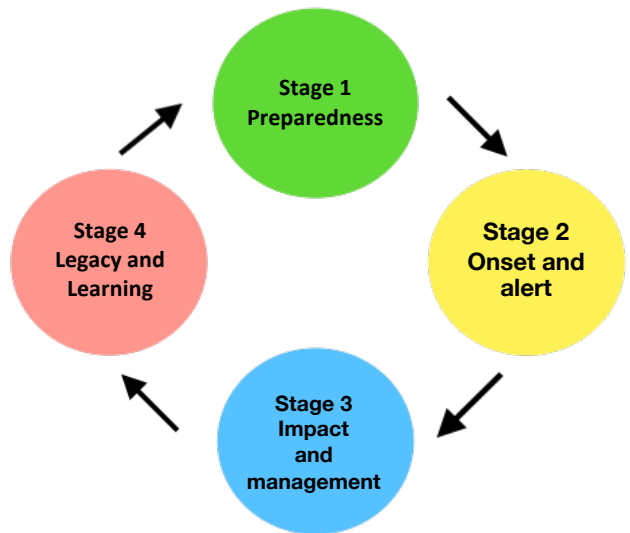 Stage 1
Preparedness
Stage 2
Onset and
alert
Stage 3
Impact
and
management
Stage 4
Legacy and
Learning